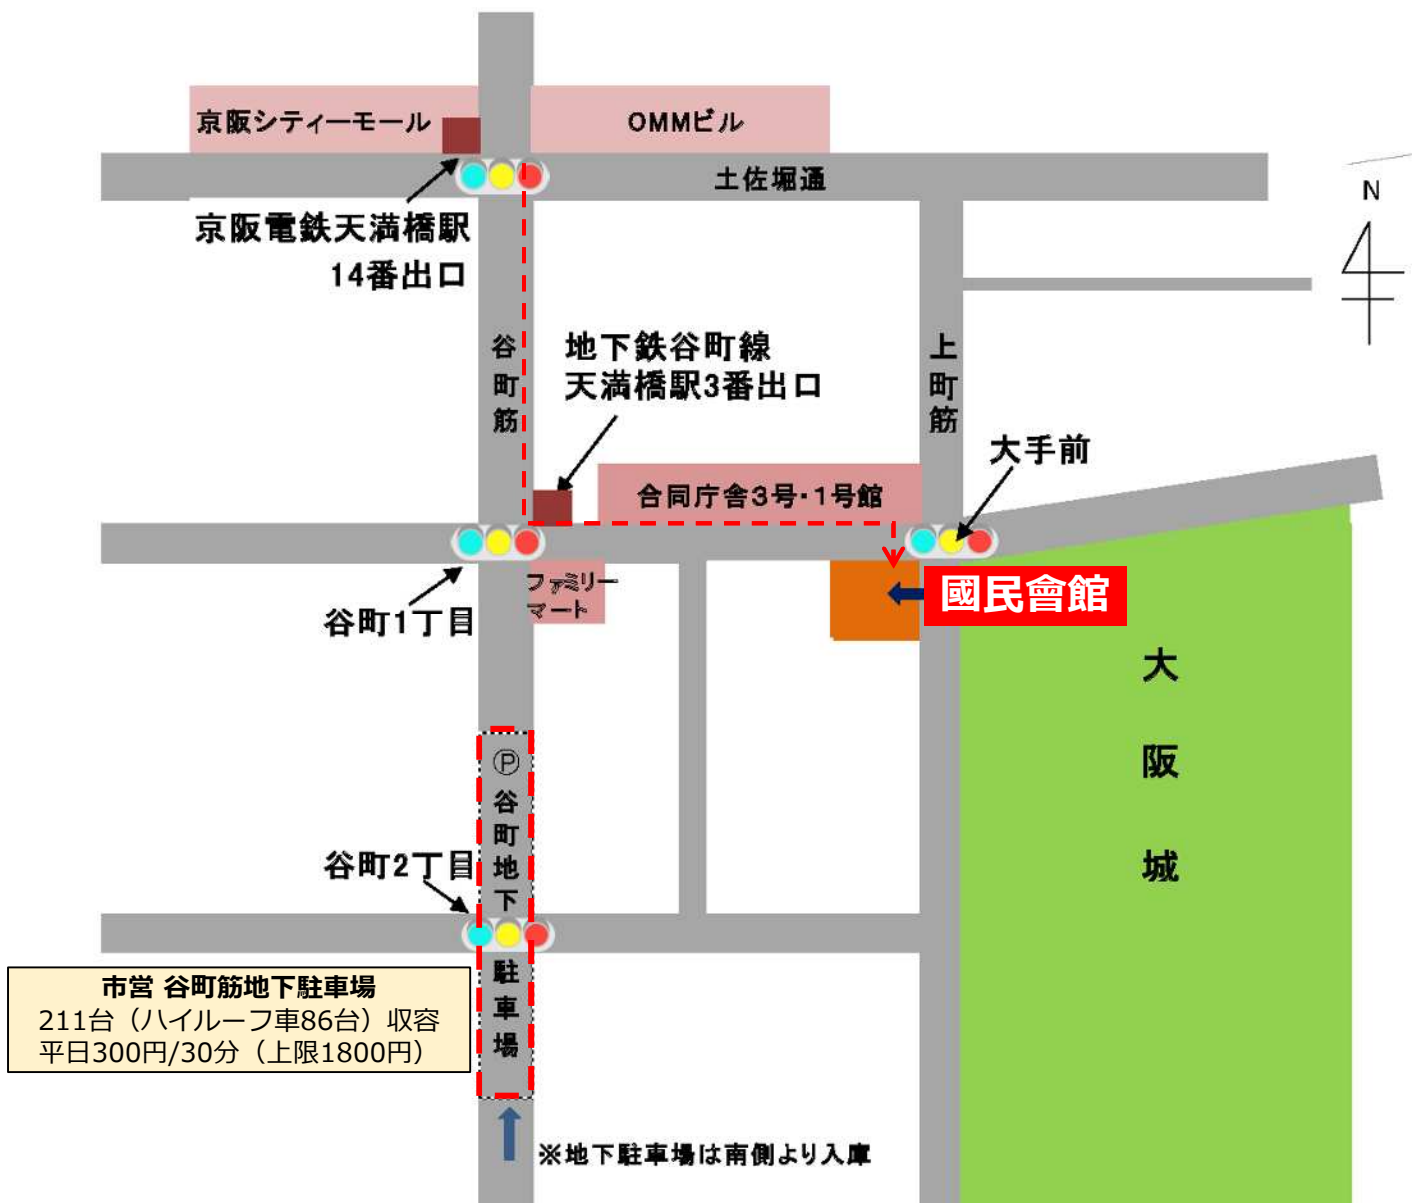 京阪シティーモール
OMMビル
土佐堀通
N
京阪電鉄天満橋駅
14番出口
谷町筋
地下鉄谷町線
天満橋駅3番出口
上町筋
大手前
合同庁舎3号・1号館
ファミリー
マート
谷町1丁目
國民會館
大阪城
Ⓟ谷町地下駐車場
谷町2丁目
市営 谷町筋地下駐車場
211台（ハイルーフ車86台）収容
平日300円/30分（上限1800円）
※地下駐車場は南側より入庫